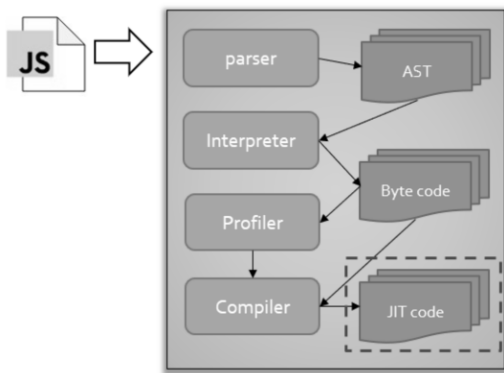 JS
parser
AST
Interpreter
Byte code
Profiler
Compiler
JIT code